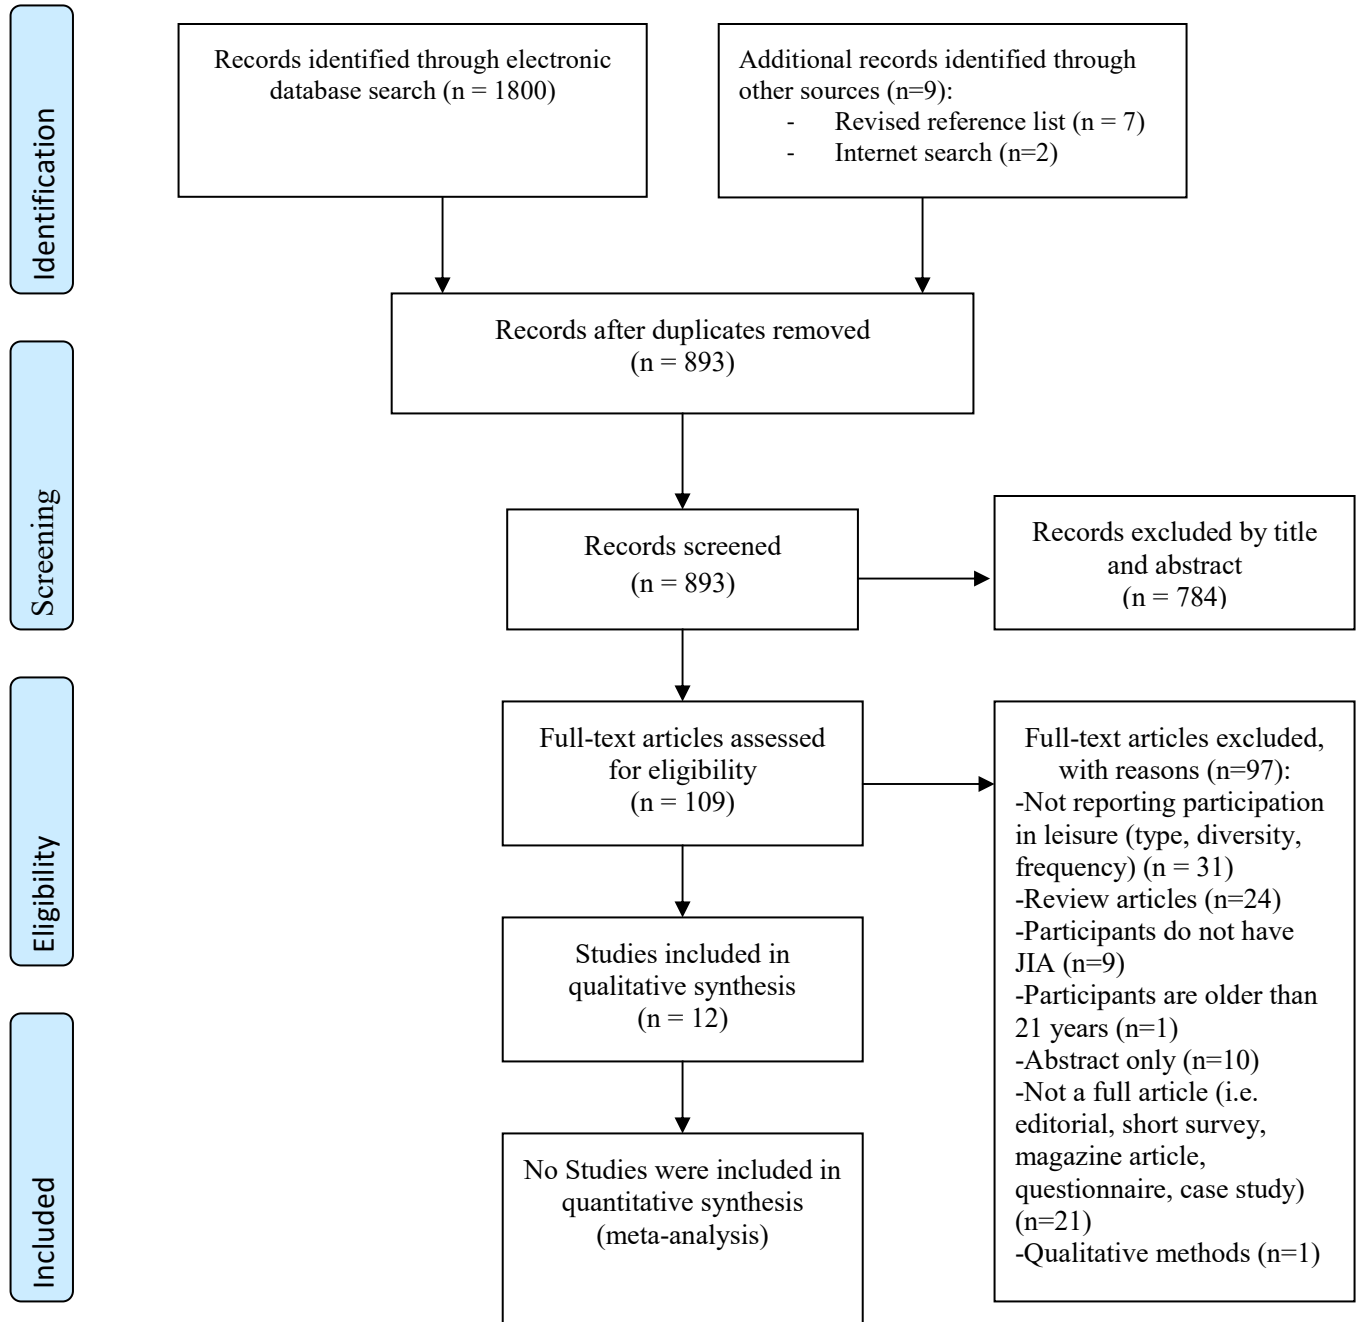 Identification
Records identified through electronic
database search (n = 1800)
Additional records identified through
other sources (n=9):
- Revised reference list (n = 7)
- Internet search (n=2)
Records after duplicates removed
(n = 893)
Screening
Records screened
(n = 893)
Records excluded by title
and abstract
(n = 784)
Eligibility
Full-text articles assessed
for eligibility
(n = 109)
Full-text articles excluded,
with reasons (n=97):
-Not reporting participation
in leisure (type, diversity,
frequency) (n = 31)
-Review articles (n=24)
-Participants do not have
JIA (n=9)
-Participants are older than
21 years (n=1)
-Abstract only (n=10)
-Not a full article (i.e.
editorial, short survey,
magazine article,
questionnaire, case study)
(n=21)
-Qualitative methods (n=1)
Studies included in
qualitative synthesis
(n = 12)
Included
No Studies were included in
quantitative synthesis
(meta-analysis)